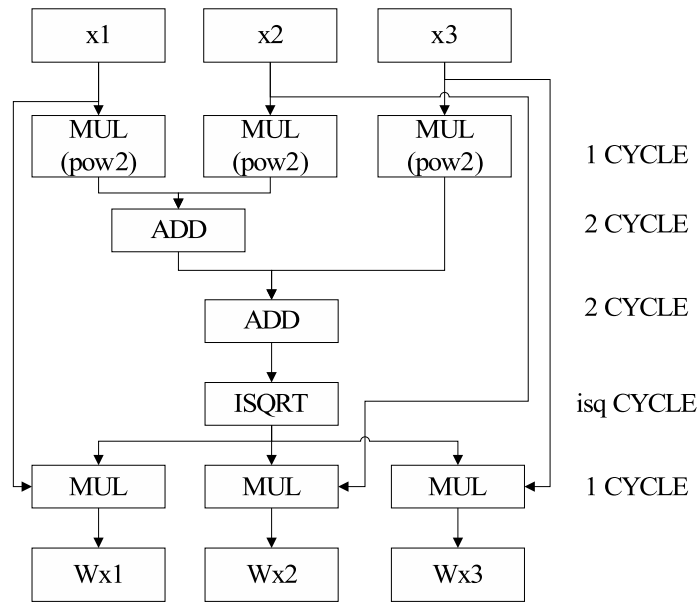 x1
x2
x3
MUL
(pow2)
MUL
(pow2)
MUL
(pow2)
1 CYCLE
ADD
2 CYCLE
ADD
2 CYCLE
ISQRT
isq CYCLE
MUL
MUL
MUL
1 CYCLE
Wx1
Wx2
Wx3